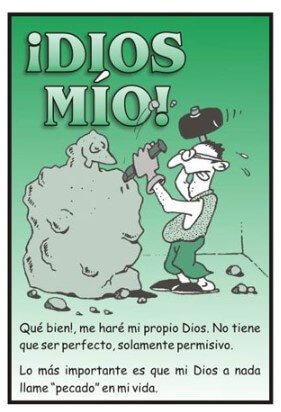 ¡DIOS
MÍO!
Qué bien!, me haré mi propio Dios. No tiene
que ser perfecto, solamente permisivo.
Lo más importante es que mi Dios a nada
llame “pecado” en mi vida.